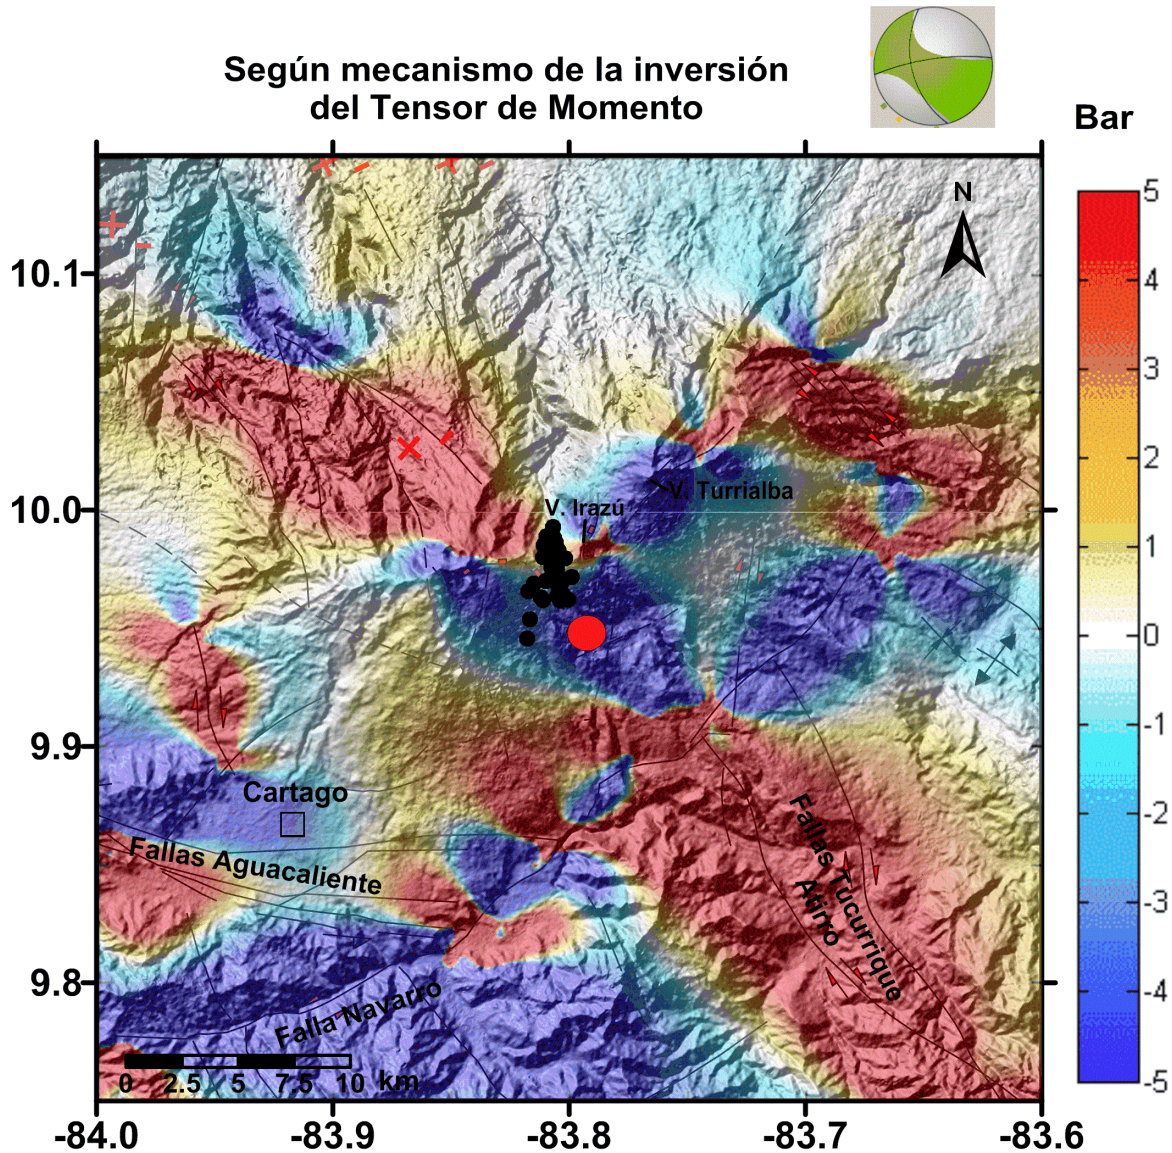 Según mecanismo de la inversión
del Tensor de Momento
Bar
5
4
3
2
1
0
-1
-2
-3
-4
-5
N
10.1
10.0
9.9
9.8
V. Turrialba
V. Irazú
Cartago
Fallas Aguacaliente
Fallas Tucurrique
Atirro
Falla Navarro
0 2.5 5 7.5 10 km
-84.0 -83.9 -83.8 -83.7 -83.6